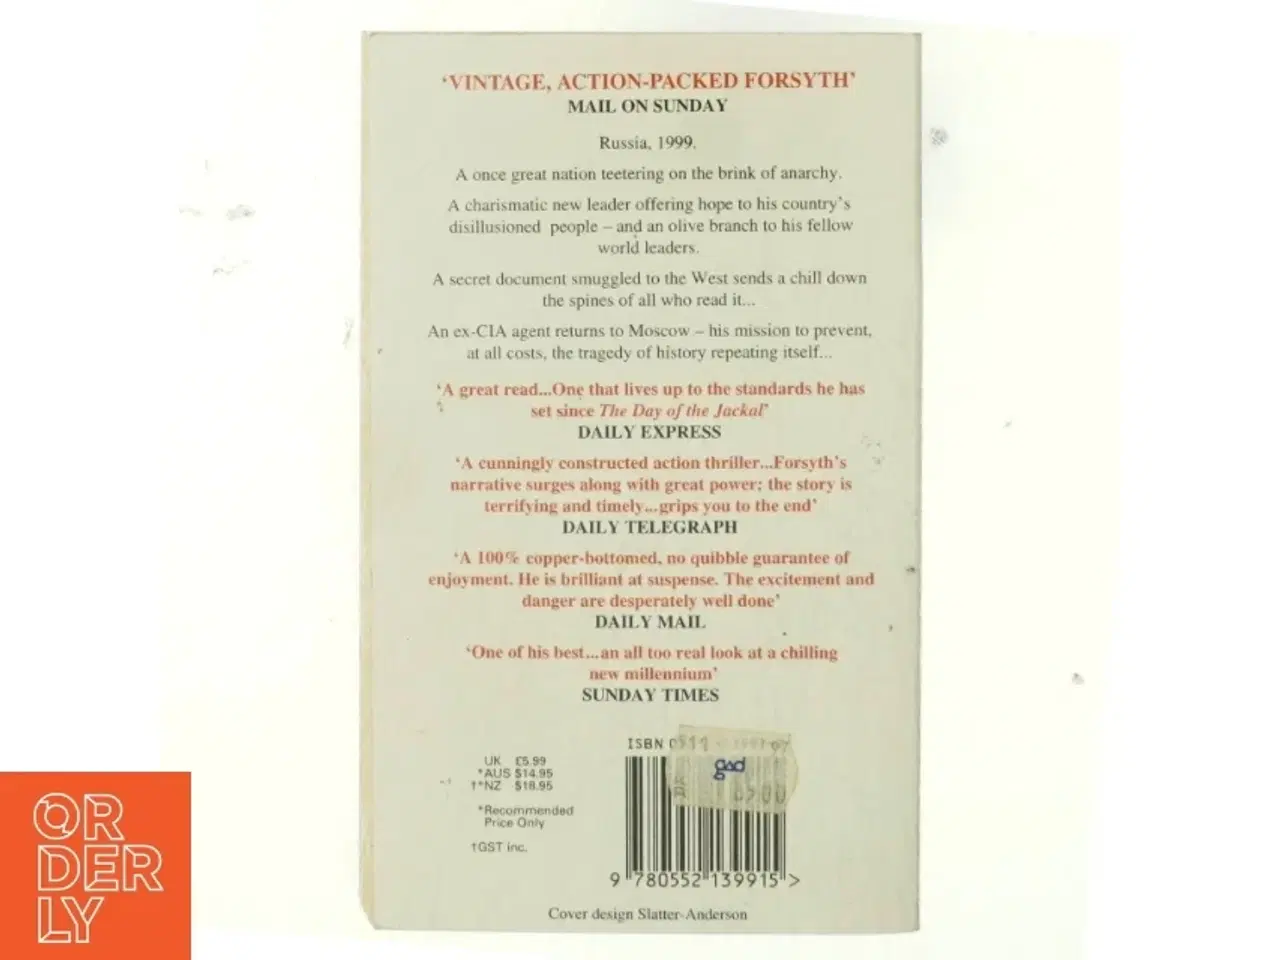 ‘VINTAGE, ACTION-PACKED FORSYTH’
MAIL ON SUNDAY
Russia, 1999.
A once great nation teetering on the brink of anarchy.
A charismatic new leader offering hope to his country’s
disillusioned people – and an olive branch to his fellow
world leaders.
A secret document smuggled to the West sends a chill down
the spines of all who read it...
An ex-CIA agent returns to Moscow – his mission to prevent,
at all costs, the tragedy of history repeating itself...
‘A great read...One that lives up to the standards he has
set since The Day of the Jackal’
DAILY EXPRESS
‘A cunningly constructed action thriller...Forsyth’s
narrative surges along with great power; the story is
terrifying and timely...grips you to the end’
DAILY TELEGRAPH
‘A 100% copper-bottomed, no quibble guarantee of
enjoyment. He is brilliant at suspense. The excitement and
danger are desperately well done’
DAILY MAIL
‘One of his best...an all too real look at a chilling
new millennium’
SUNDAY TIMES
ISBN
god
UK £5.99
*AUS $14.95
†*NZ $18.95
*Recommended
Price Only
†GST inc.
9 780552 139915 >
Cover design Slatter-Anderson
ORDERLY